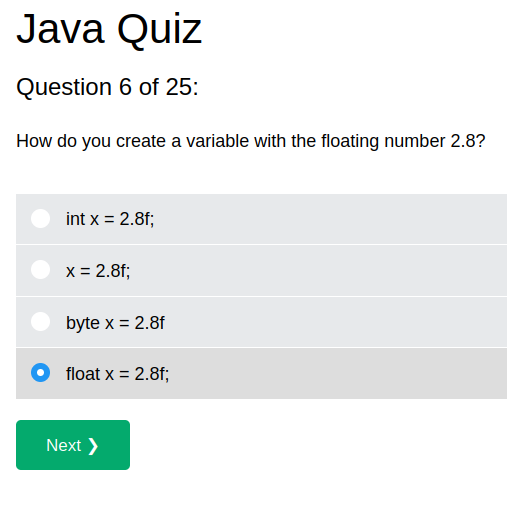 Java Quiz
Question 6 of 25:
How do you create a variable with the floating number 2.8?
int x = 2.8f;
x = 2.8f;
byte x = 2.8f
float x = 2.8f;
Next ❯